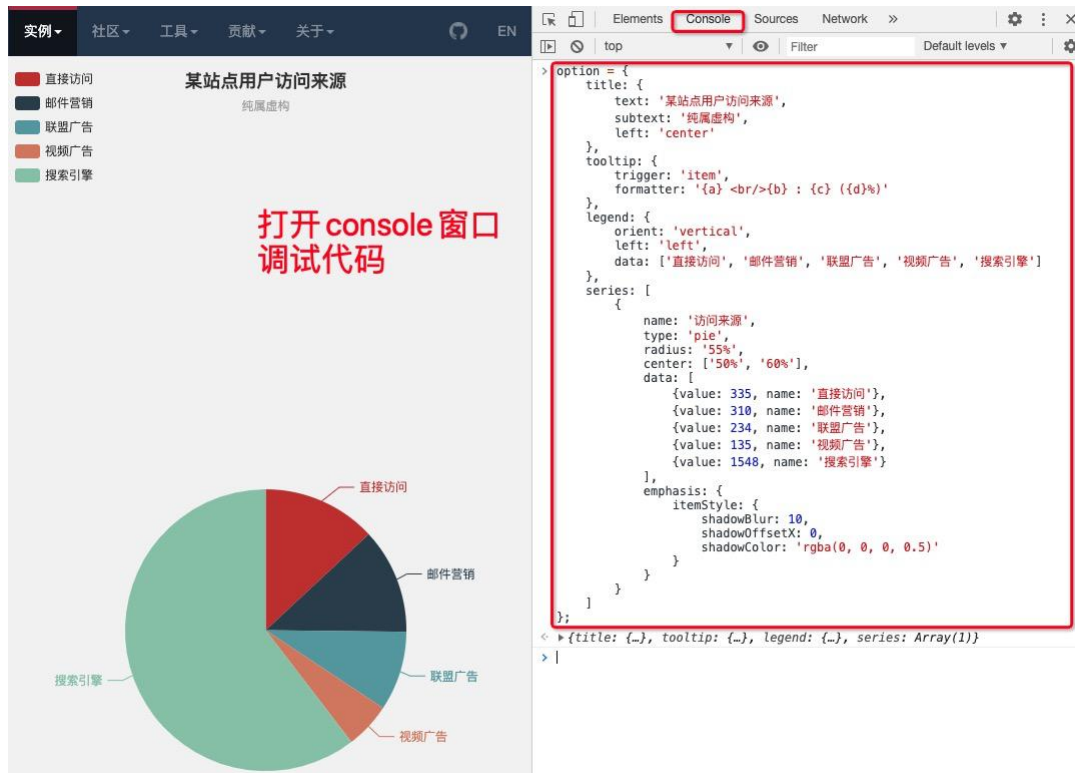 实例 社区 工具 贡献 关于 EN
直接访问
邮件营销
联盟广告
视频广告
搜索引擎
某站点用户访问来源
纯属虚构
打开 console 窗口
调试代码
直接访问
邮件营销
联盟广告
视频广告
搜索引擎
Elements Console Sources Network »
top Filter Default levels
> option = {
title: {
text: '某站点用户访问来源',
subtext: '纯属虚构',
left: 'center'
},
tooltip: {
trigger: 'item',
formatter: '{a} <br/>{b} : {c} ({d}%)'
},
legend: {
orient: 'vertical',
left: 'left',
data: ['直接访问', '邮件营销', '联盟广告', '视频广告', '搜索引擎']
},
series: [
{
name: '访问来源',
type: 'pie',
radius: '55%',
center: ['50%', '60%'],
data: [
{value: 335, name: '直接访问'},
{value: 310, name: '邮件营销'},
{value: 234, name: '联盟广告'},
{value: 135, name: '视频广告'},
{value: 1548, name: '搜索引擎'}
],
emphasis: {
itemStyle: {
shadowBlur: 10,
shadowOffsetX: 0,
shadowColor: 'rgba(0, 0, 0, 0.5)'
}
}
}
]
};
{title: {…}, tooltip: {…}, legend: {…}, series: Array(1)}
>